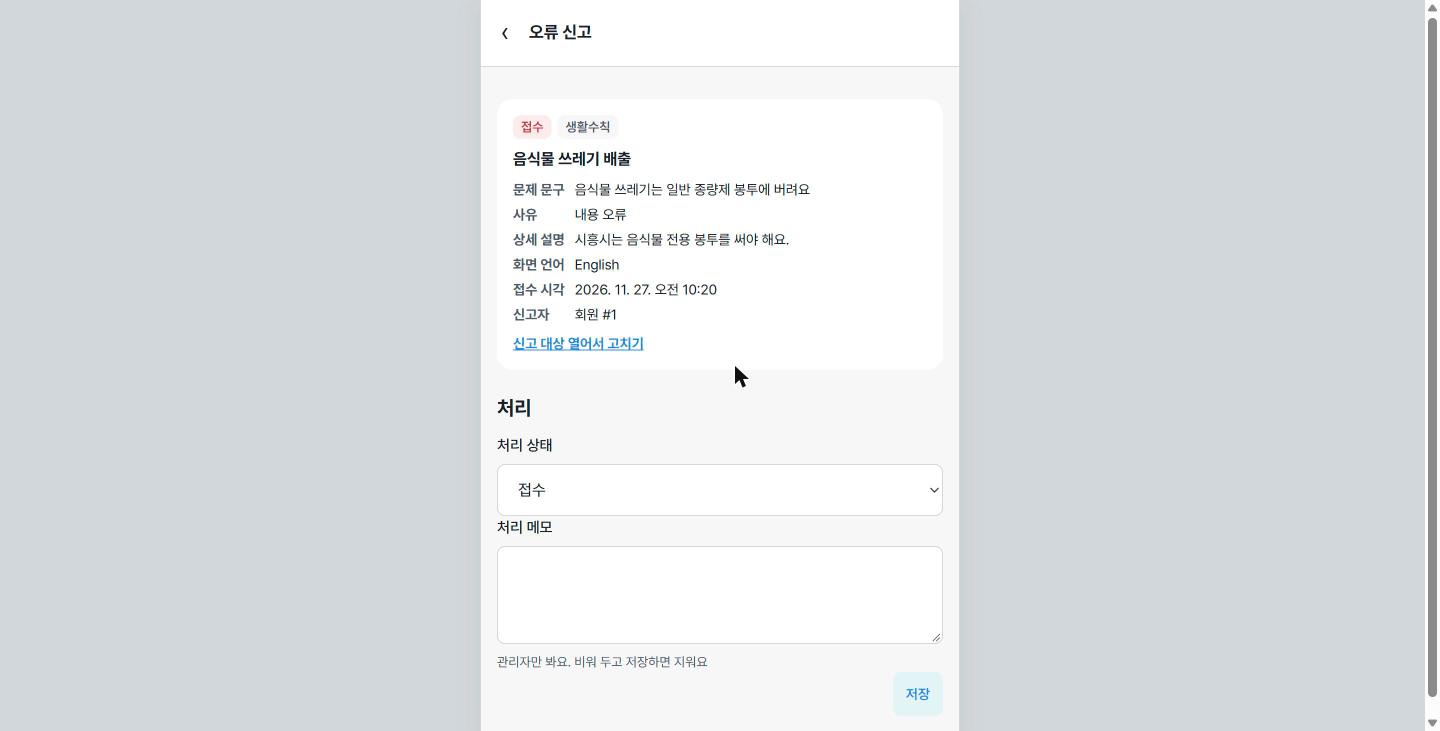 오류 신고
접수 생활수칙
음식물 쓰레기 배출
문제 문구 음식물 쓰레기는 일반 종량제 봉투에 버려요
사유 내용 오류
상세 설명 시흥시는 음식물 전용 봉투를 써야 해요.
화면 언어 English
접수 시각 2026. 11. 27. 오전 10:20
신고자 회원 #1
신고 대상 열어서 고치기
처리
처리 상태
접수
처리 메모
관리자만 봐요. 비워 두고 저장하면 지워요
저장